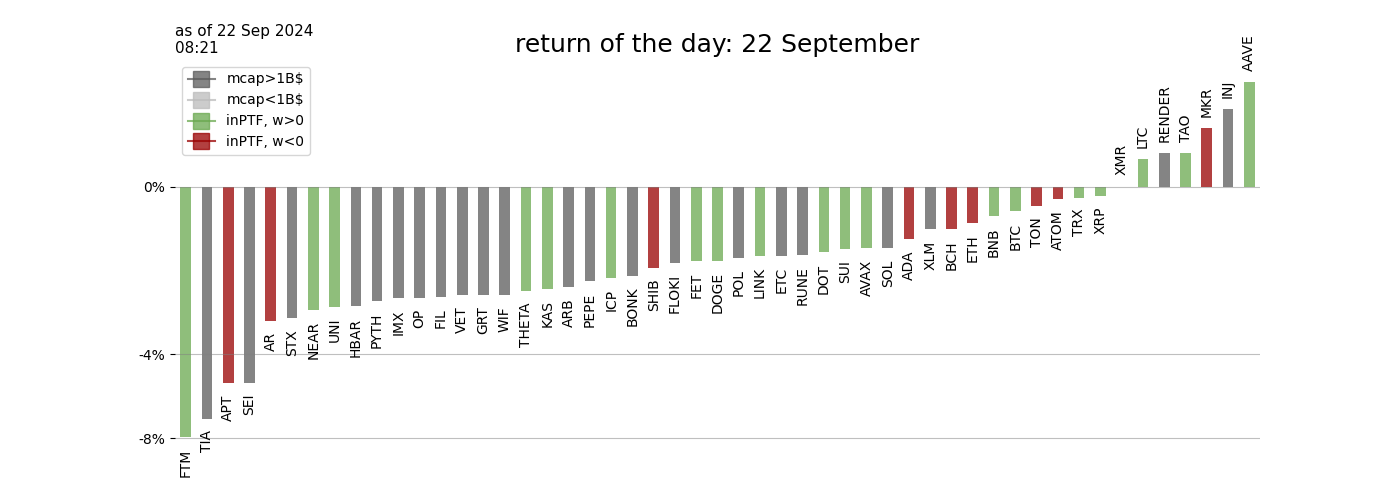 as of 22 Sep 2024
08:21
return of the day: 22 September
mcap>1B$
mcap<1B$
inPTF, w>0
inPTF, w<0
0%
-4%
-8%
FTM
TIA
APT
SEI
AR
STX
NEAR
UNI
HBAR
PYTH
IMX
OP
FIL
VET
GRT
WIF
THETA
KAS
ARB
PEPE
ICP
BONK
SHIB
FLOKI
FET
DOGE
POL
LINK
ETC
RUNE
DOT
SUI
AVAX
SOL
ADA
XLM
BCH
ETH
BNB
BTC
TON
ATOM
TRX
XRP
XMR
LTC
RENDER
TAO
MKR
INJ
AAVE